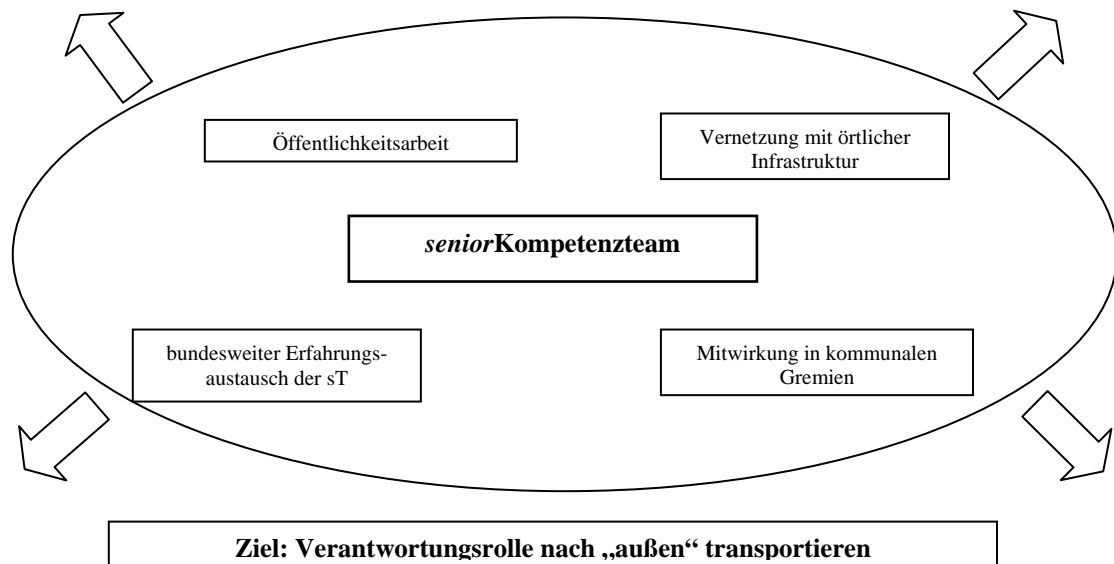 Öffentlichkeitsarbeit
Vernetzung mit örtlicher
Infrastruktur
seniorKompetenzteam
bundesweiter Erfahrungs-
austausch der sT
Mitwirkung in kommunalen
Gremien
Ziel: Verantwortungsrolle nach „außen“ transportieren